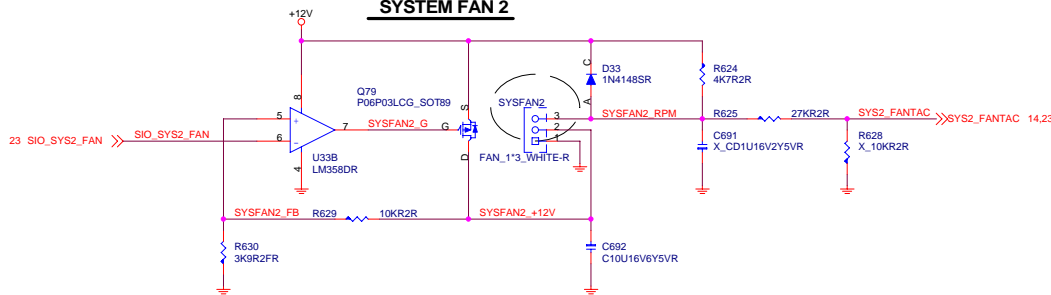 SYSTEM FAN 2
+12V
C
D33
1N4148SR
A
R624
4K7R2R
Q79
P06P03LCG_SOT89
S
G
D
8
5
+
6
-
7
4
SYSFAN2_G
SYSFAN2
3
2
1
SYSFAN2_RPM
R625
27KR2R
SYS2_FANTAC
SYS2_FANTAC 14,23
23 SIO_SYS2_FAN
SIO_SYS2_FAN
U33B
LM358DR
FAN_1*3_WHITE-R
C691
X_CD1U16V2Y5VR
R628
X_10KR2R
SYSFAN2_FB
R629
10KR2R
SYSFAN2_+12V
R630
3K9R2FR
C692
C10U16V6Y5VR